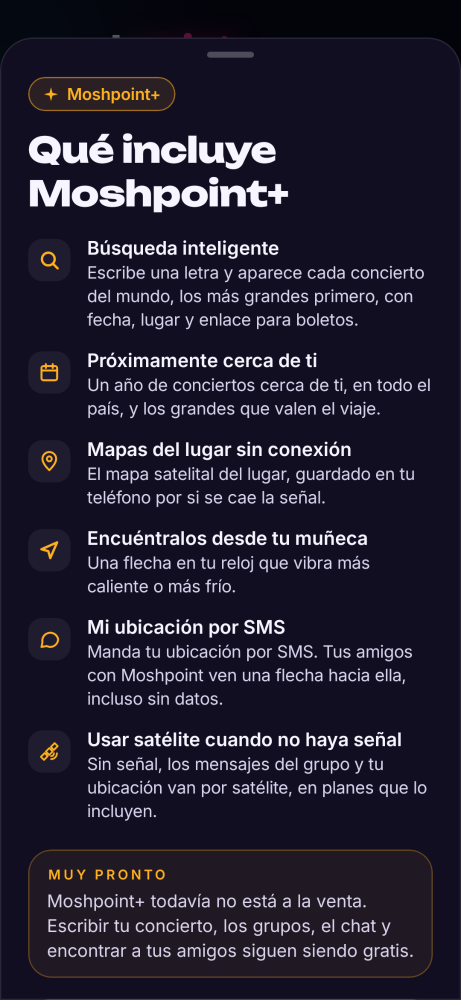 Moshpoint+
Qué incluye
Moshpoint+
Búsqueda inteligente
Escribe una letra y aparece cada concierto
del mundo, los más grandes primero, con
fecha, lugar y enlace para boletos.
Próximamente cerca de ti
Un año de conciertos cerca de ti, en todo el
país, y los grandes que valen el viaje.
Mapas del lugar sin conexión
El mapa satelital del lugar, guardado en tu
teléfono por si se cae la señal.
Encuéntralos desde tu muñeca
Una flecha en tu reloj que vibra más
caliente o más frío.
Mi ubicación por SMS
Manda tu ubicación por SMS. Tus amigos
con Moshpoint ven una flecha hacia ella,
incluso sin datos.
Usar satélite cuando no haya señal
Sin señal, los mensajes del grupo y tu
ubicación van por satélite, en planes que lo
incluyen.
MUY PRONTO
Moshpoint+ todavía no está a la venta.
Escribir tu concierto, los grupos, el chat y
encontrar a tus amigos siguen siendo gratis.